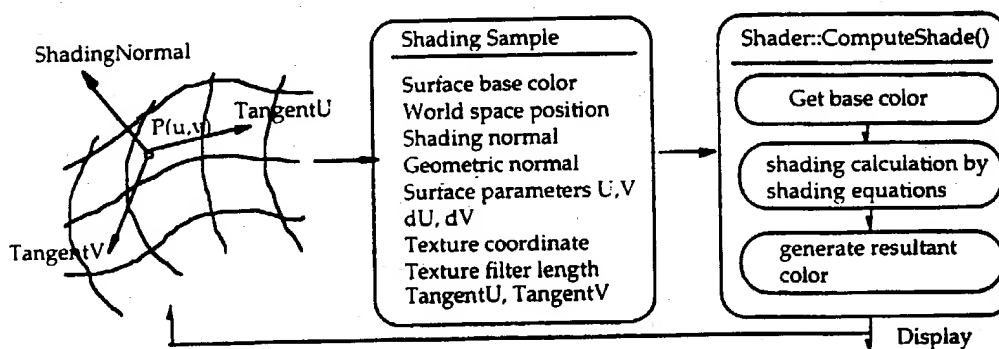 ShadingNormal
P(u,v)
TangentU
TangentV
Shading Sample
Surface base color
World space position
Shading normal
Geometric normal
Surface parameters U,V
dU, dV
Texture coordinate
Texture filter length
TangentU, TangentV
Shader::ComputeShade()
Get base color
shading calculation by
shading equations
generate resultant
color
Display